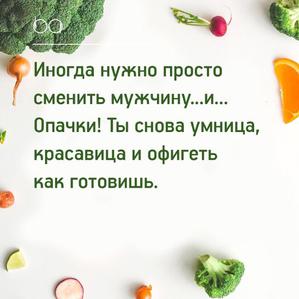 Иногда нужно просто
сменить мужчину...и...
Опачки! Ты снова умница,
красавица и офигеть
как готовишь.